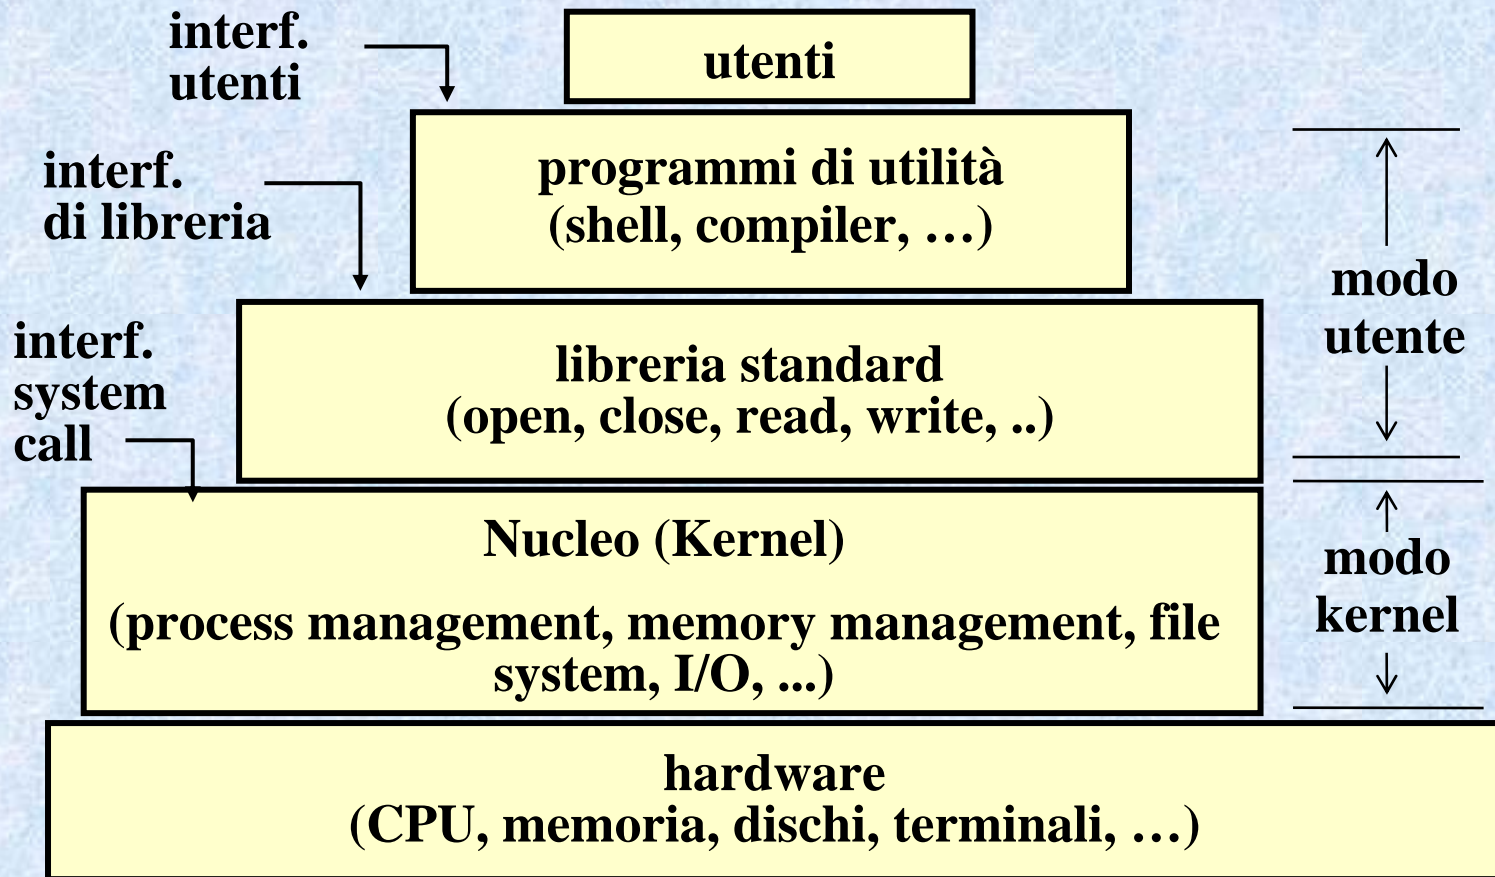 interf.
utenti
utenti
interf.
di libreria
programmi di utilità
(shell, compiler, …)
modo
utente
interf.
system
call
libreria standard
(open, close, read, write, ..)
Nucleo (Kernel)
(process management, memory management, file
system, I/O, ...)
modo
kernel
hardware
(CPU, memoria, dischi, terminali, …)